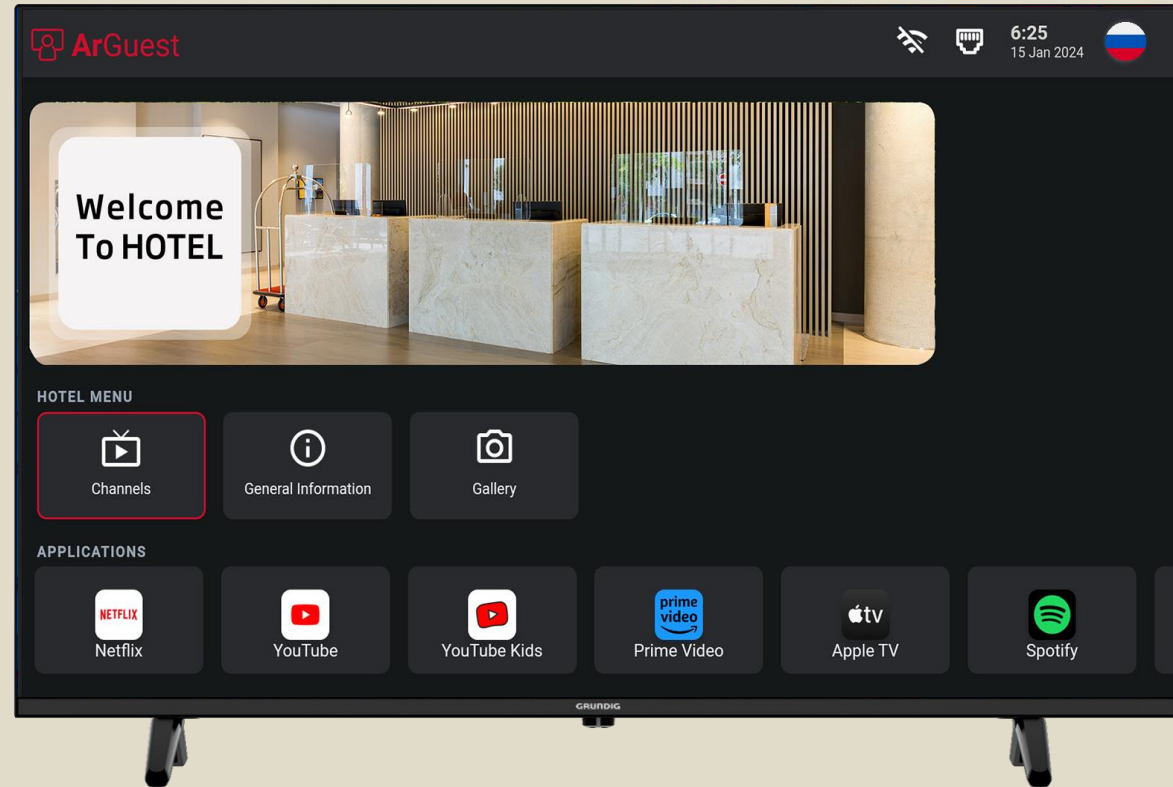 ArGuest
6:25
15 Jan 2024
Welcome
To HOTEL
HOTEL MENU
Channels
General Information
Gallery
APPLICATIONS
NETFLIX
Netflix
YouTube
YouTube Kids
prime
video
Prime Video
tv
Apple TV
Spotify
GRUNDIG